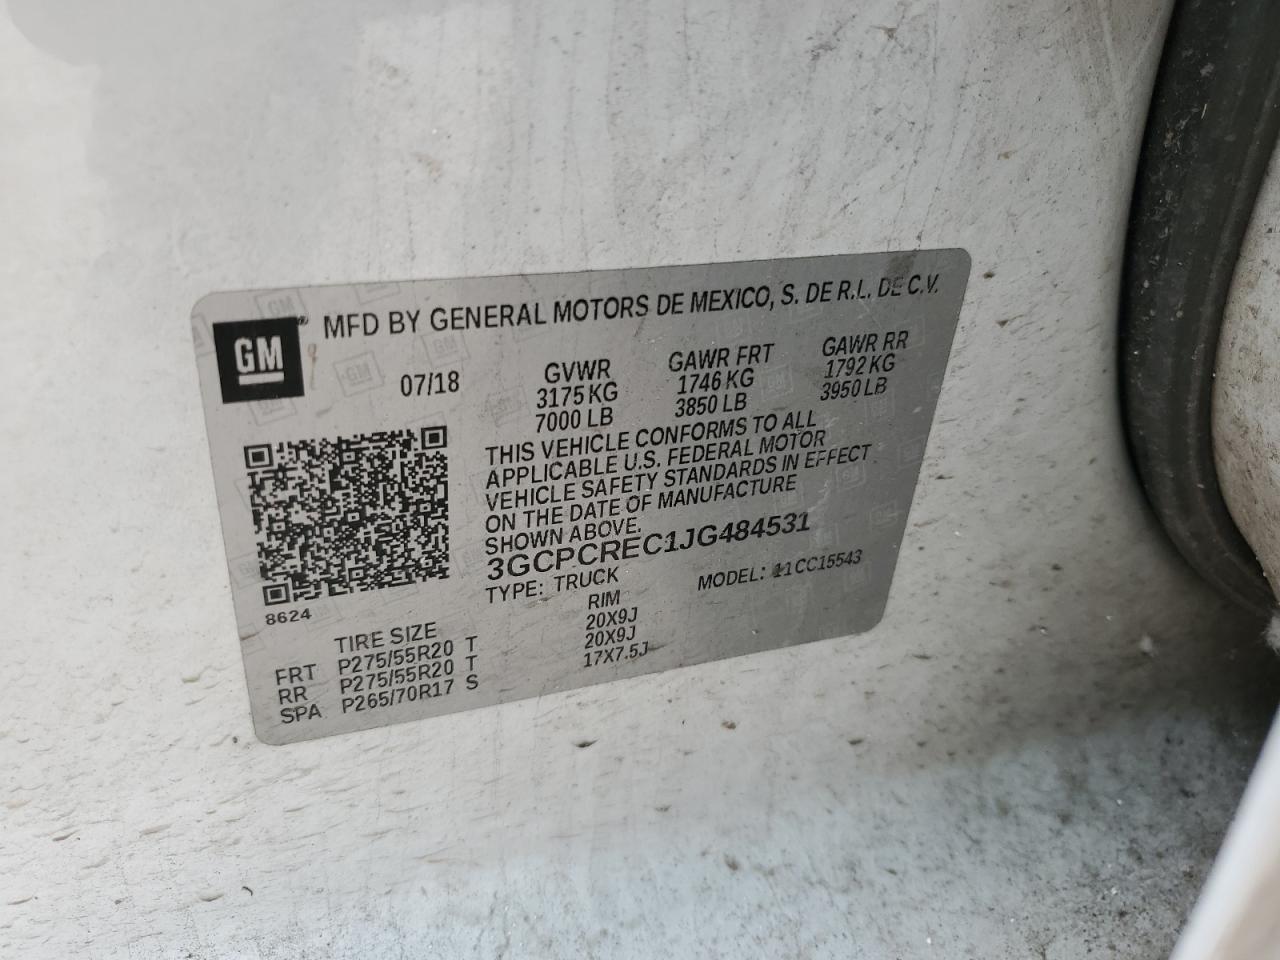 GM
MFD BY GENERAL MOTORS DE MEXICO, S. DE R.L. DE C.V.
07/18
GVWR GAWR FRT GAWR RR
3175 KG 1746 KG 1792 KG
7000 LB 3850 LB 3950 LB
THIS VEHICLE CONFORMS TO ALL
APPLICABLE U.S. FEDERAL MOTOR
VEHICLE SAFETY STANDARDS IN EFFECT
ON THE DATE OF MANUFACTURE
SHOWN ABOVE.
3GCPCREC1JG484531
TYPE: TRUCK MODEL: 11CC15543
8624
TIRE SIZE RIM
FRT P275/55R20 T 20X9J
RR P275/55R20 T 20X9J
SPA P265/70R17 S 17X7.5J